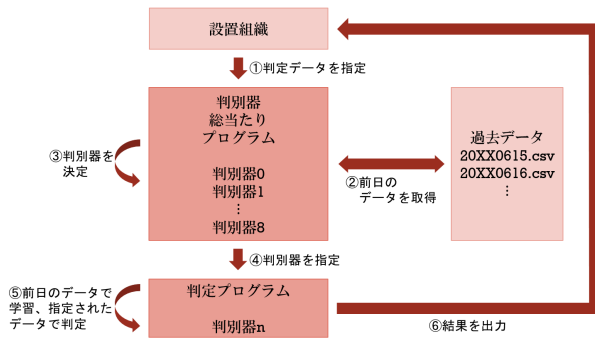 設置組織
①判定データを指定
判別器
総当たり
プログラム
判別器0
判別器1
⋮
判別器8
③判別器を
決定
②前日の
データを取得
過去データ
20XX0615.csv
20XX0616.csv
⋮
④判別器を指定
⑤前日のデータで
学習、指定された
データで判定
判定プログラム
判別器n
⑥結果を出力